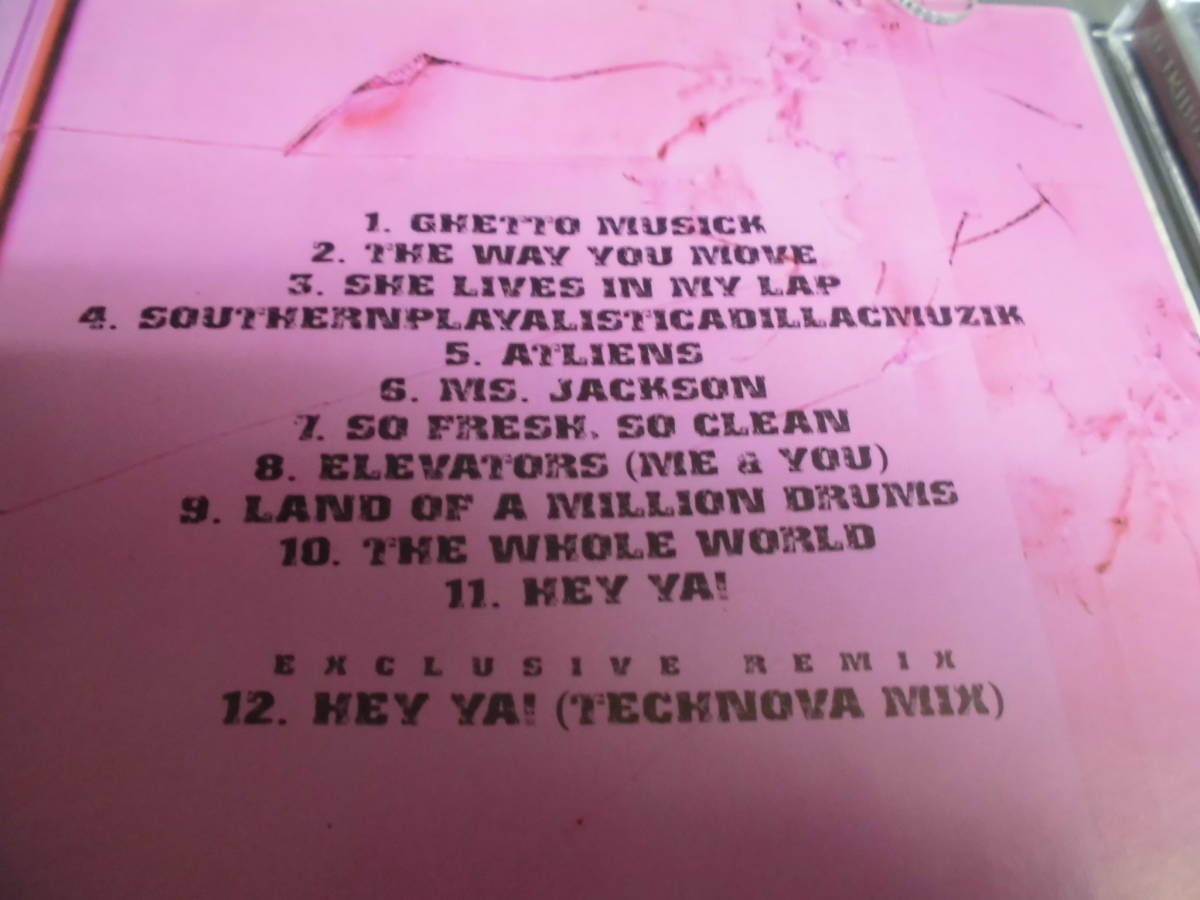 1. GHETTO MUSICK
2. THE WAY YOU MOVE
3. SHE LIVES IN MY LAP
4. SOUTHERNPLAYALISTICADILLACMUZIK
5. ATLIENS
6. MS. JACKSON
7. SO FRESH, SO CLEAN
8. ELEVATORS (ME & YOU)
9. LAND OF A MILLION DRUMS
10. THE WHOLE WORLD
11. HEY YA!
EXCLUSIVE REMIX
12. HEY YA! (TECHNOVA MIX)